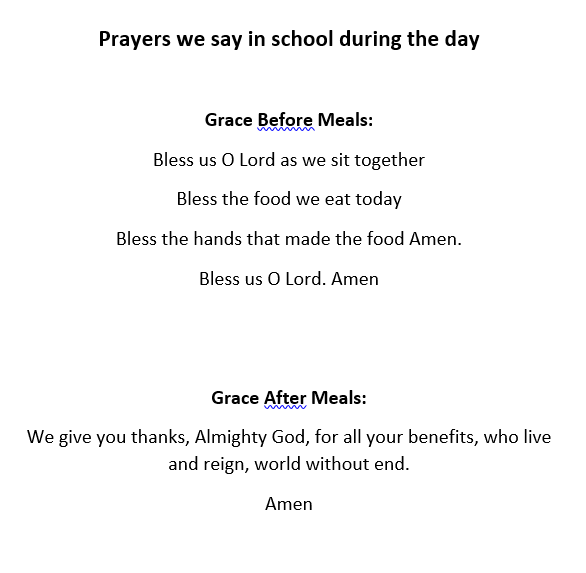 Prayers we say in school during the day
Grace Before Meals:
Bless us O Lord as we sit together
Bless the food we eat today
Bless the hands that made the food Amen.
Bless us O Lord. Amen
Grace After Meals:
We give you thanks, Almighty God, for all your benefits, who live
and reign, world without end.
Amen